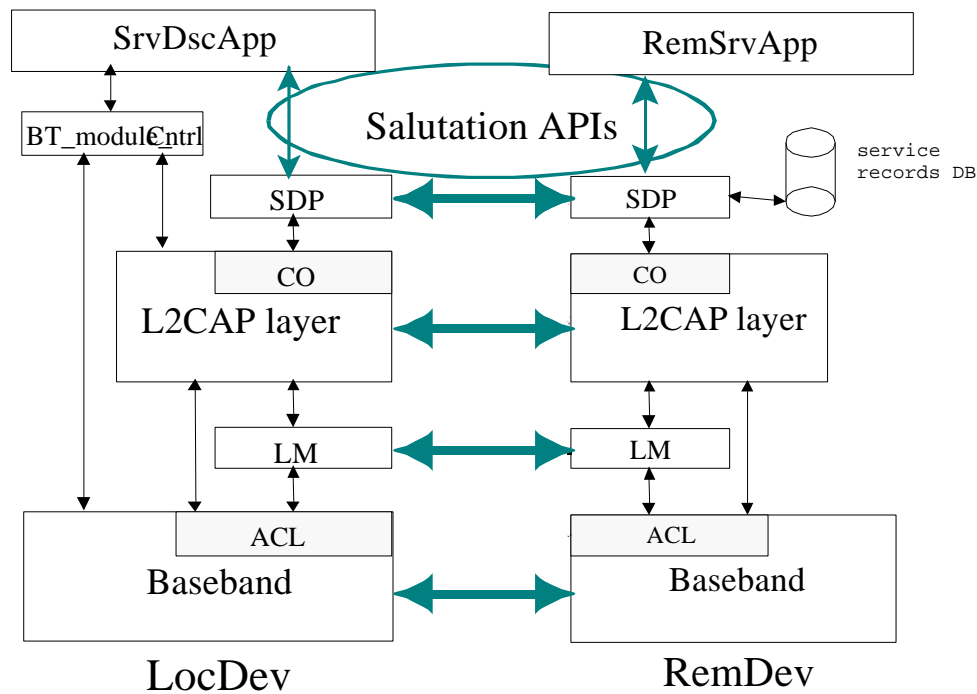 SrvDscApp
RemSrvApp
Salutation APIs
BT_module_Cntrl
service
records DB
SDP
SDP
CO
CO
L2CAP layer
L2CAP layer
LM
LM
ACL
ACL
Baseband
Baseband
LocDev
RemDev